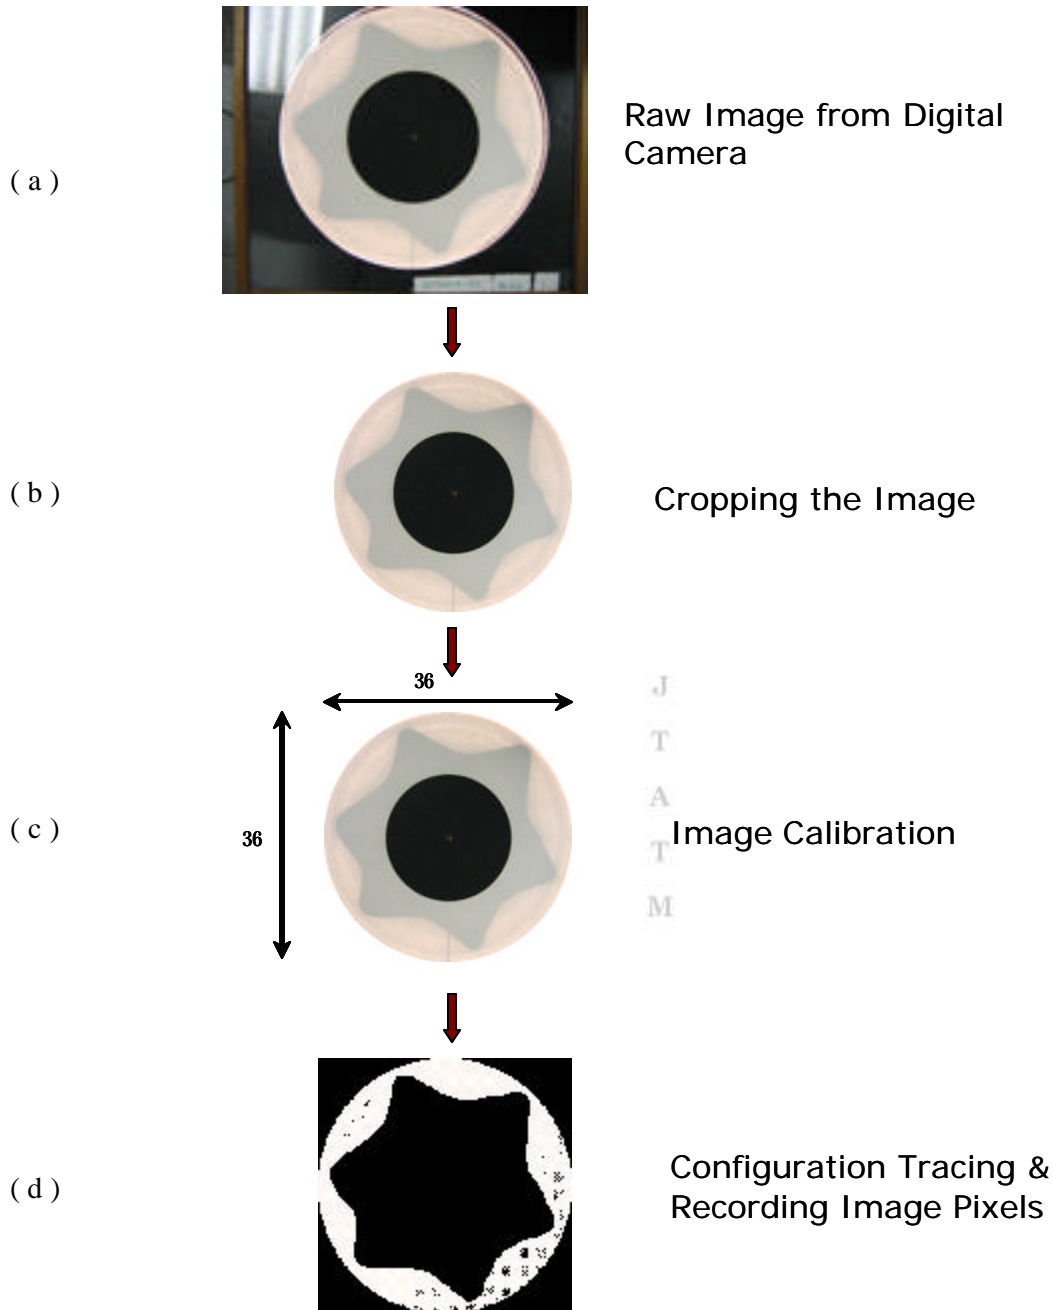 Raw Image from Digital
Camera
( a )
( b )
Cropping the Image
36
J
T
A
T
M
36
( c )
Image Calibration
Configuration Tracing &
Recording Image Pixels
( d )